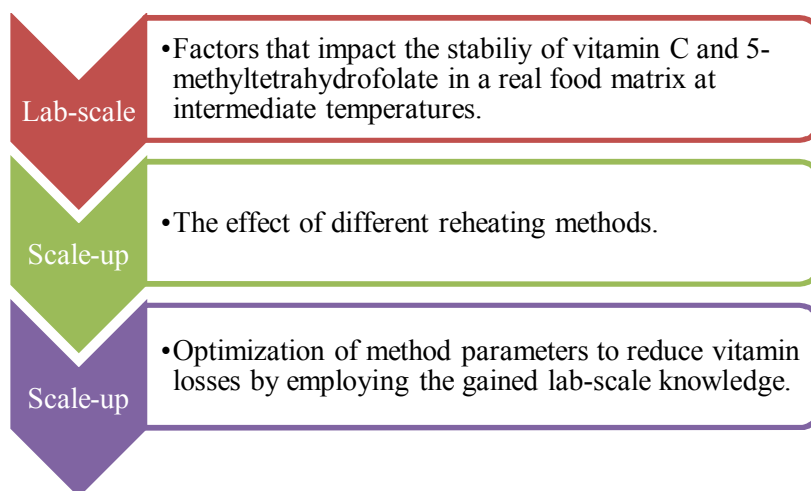 Lab-scale
•Factors that impact the stabiliy of vitamin C and 5-
methyltetrahydrofolate in a real food matrix at
intermediate temperatures.
Scale-up
•The effect of different reheating methods.
Scale-up
•Optimization of method parameters to reduce vitamin
losses by employing the gained lab-scale knowledge.